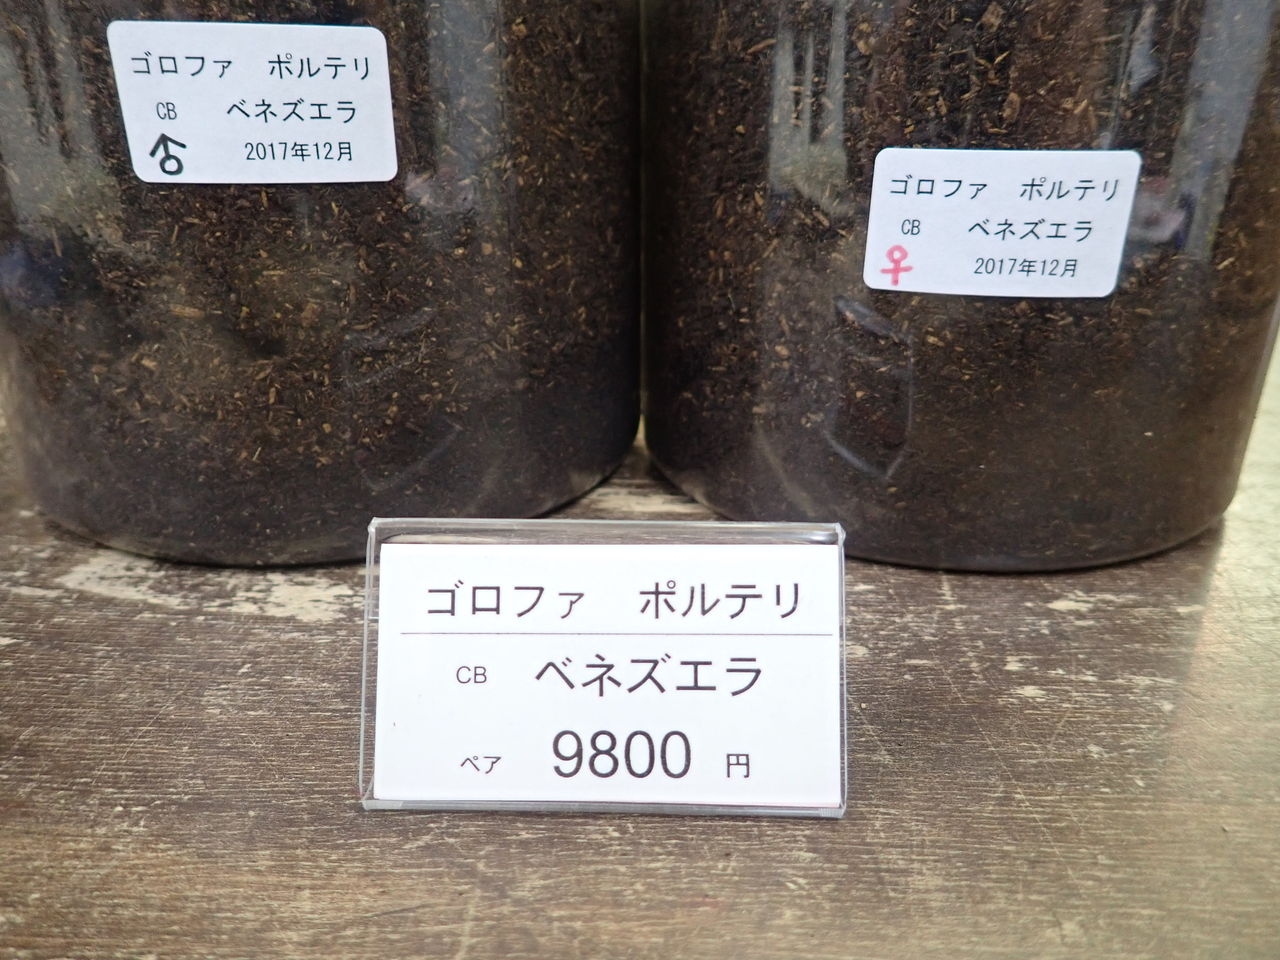 ゴロファ　ポルテリ
CB　ベネズエラ
♂　2017年12月
ゴロファ　ポルテリ
CB　ベネズエラ
♀　2017年12月
ゴロファ　ポルテリ
CB　ベネズエラ
ペア　9800　円